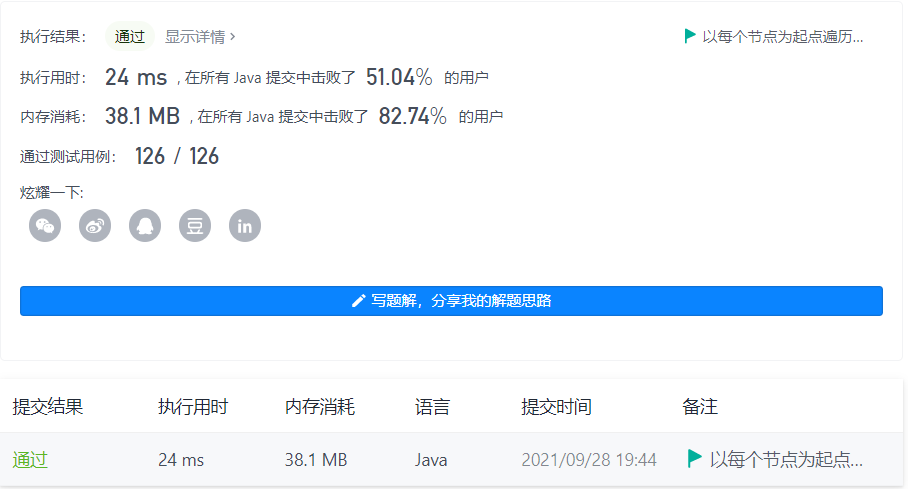 执行结果： 通过 显示详情 › 以每个节点为起点遍历...
执行用时： 24 ms , 在所有 Java 提交中击败了 51.04% 的用户
内存消耗： 38.1 MB , 在所有 Java 提交中击败了 82.74% 的用户
通过测试用例： 126 / 126
炫耀一下:
豆 in
写题解，分享我的解题思路
提交结果 执行用时 内存消耗 语言 提交时间 备注
通过 24 ms 38.1 MB Java 2021/09/28 19:44 以每个节点为起点...